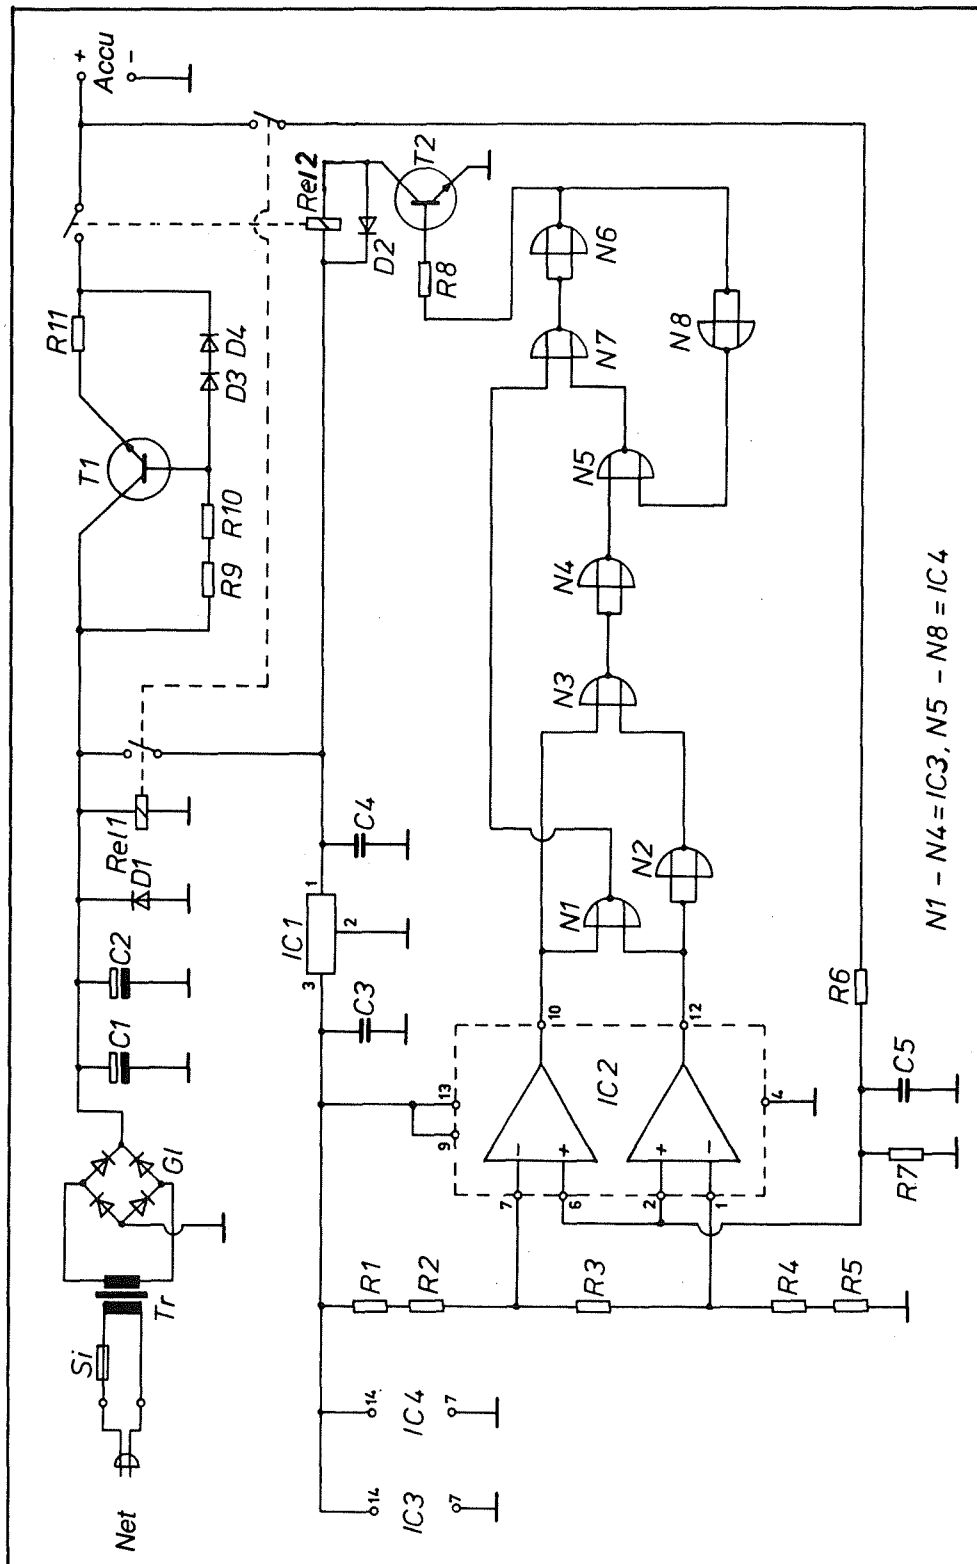 Net
Si
Tr
Gl
C1
C2
D1
Rel1
R9
R10
T1
D3
D4
R11
+
Accu
-
Rel2
D2
T2
R8
IC1
3
1
2
C3
C4
IC3
14
7
IC4
14
7
R1
R2
R3
R4
R5
9
13
7
6
2
1
4
-
+
+
-
10
12
IC2
N1
N2
N3
N4
N5
N6
N7
N8
R7
C5
R6
N1 - N4 = IC3, N5 - N8 = IC4